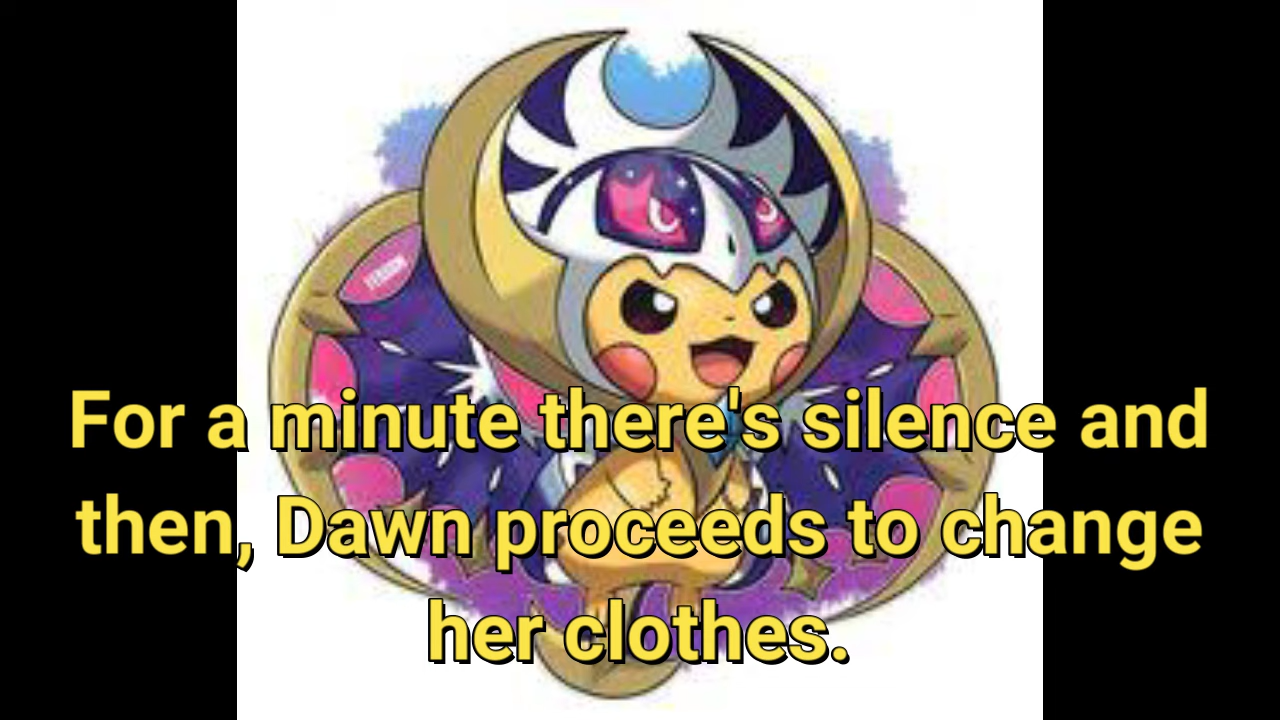 For a minute there's silence and
then, Dawn proceeds to change
her clothes.